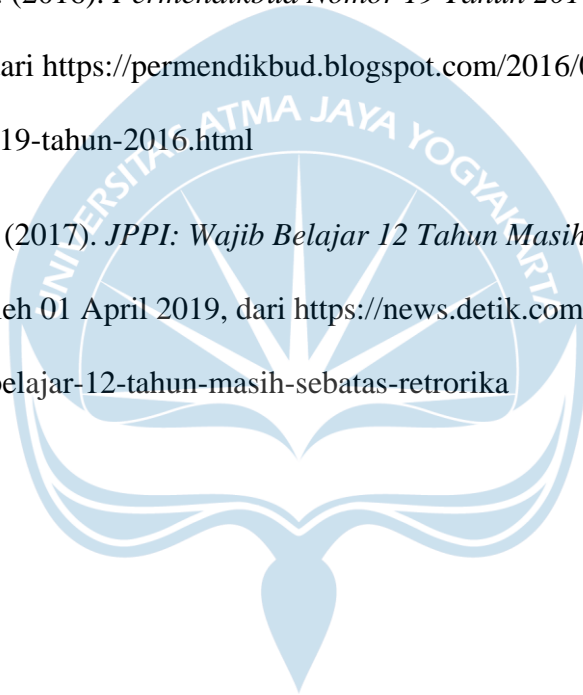 (2016). Permendikbud Nomor 19 Tahun 201
ari https://permendikbud.blogspot.com/2016/0
19-tahun-2016.html
(2017). JPPI: Wajib Belajar 12 Tahun Masih
leh 01 April 2019, dari https://news.detik.com
belajar-12-tahun-masih-sebatas-retrorika
UNIVERSITAS ATMA JAYA YOGYAKARTA